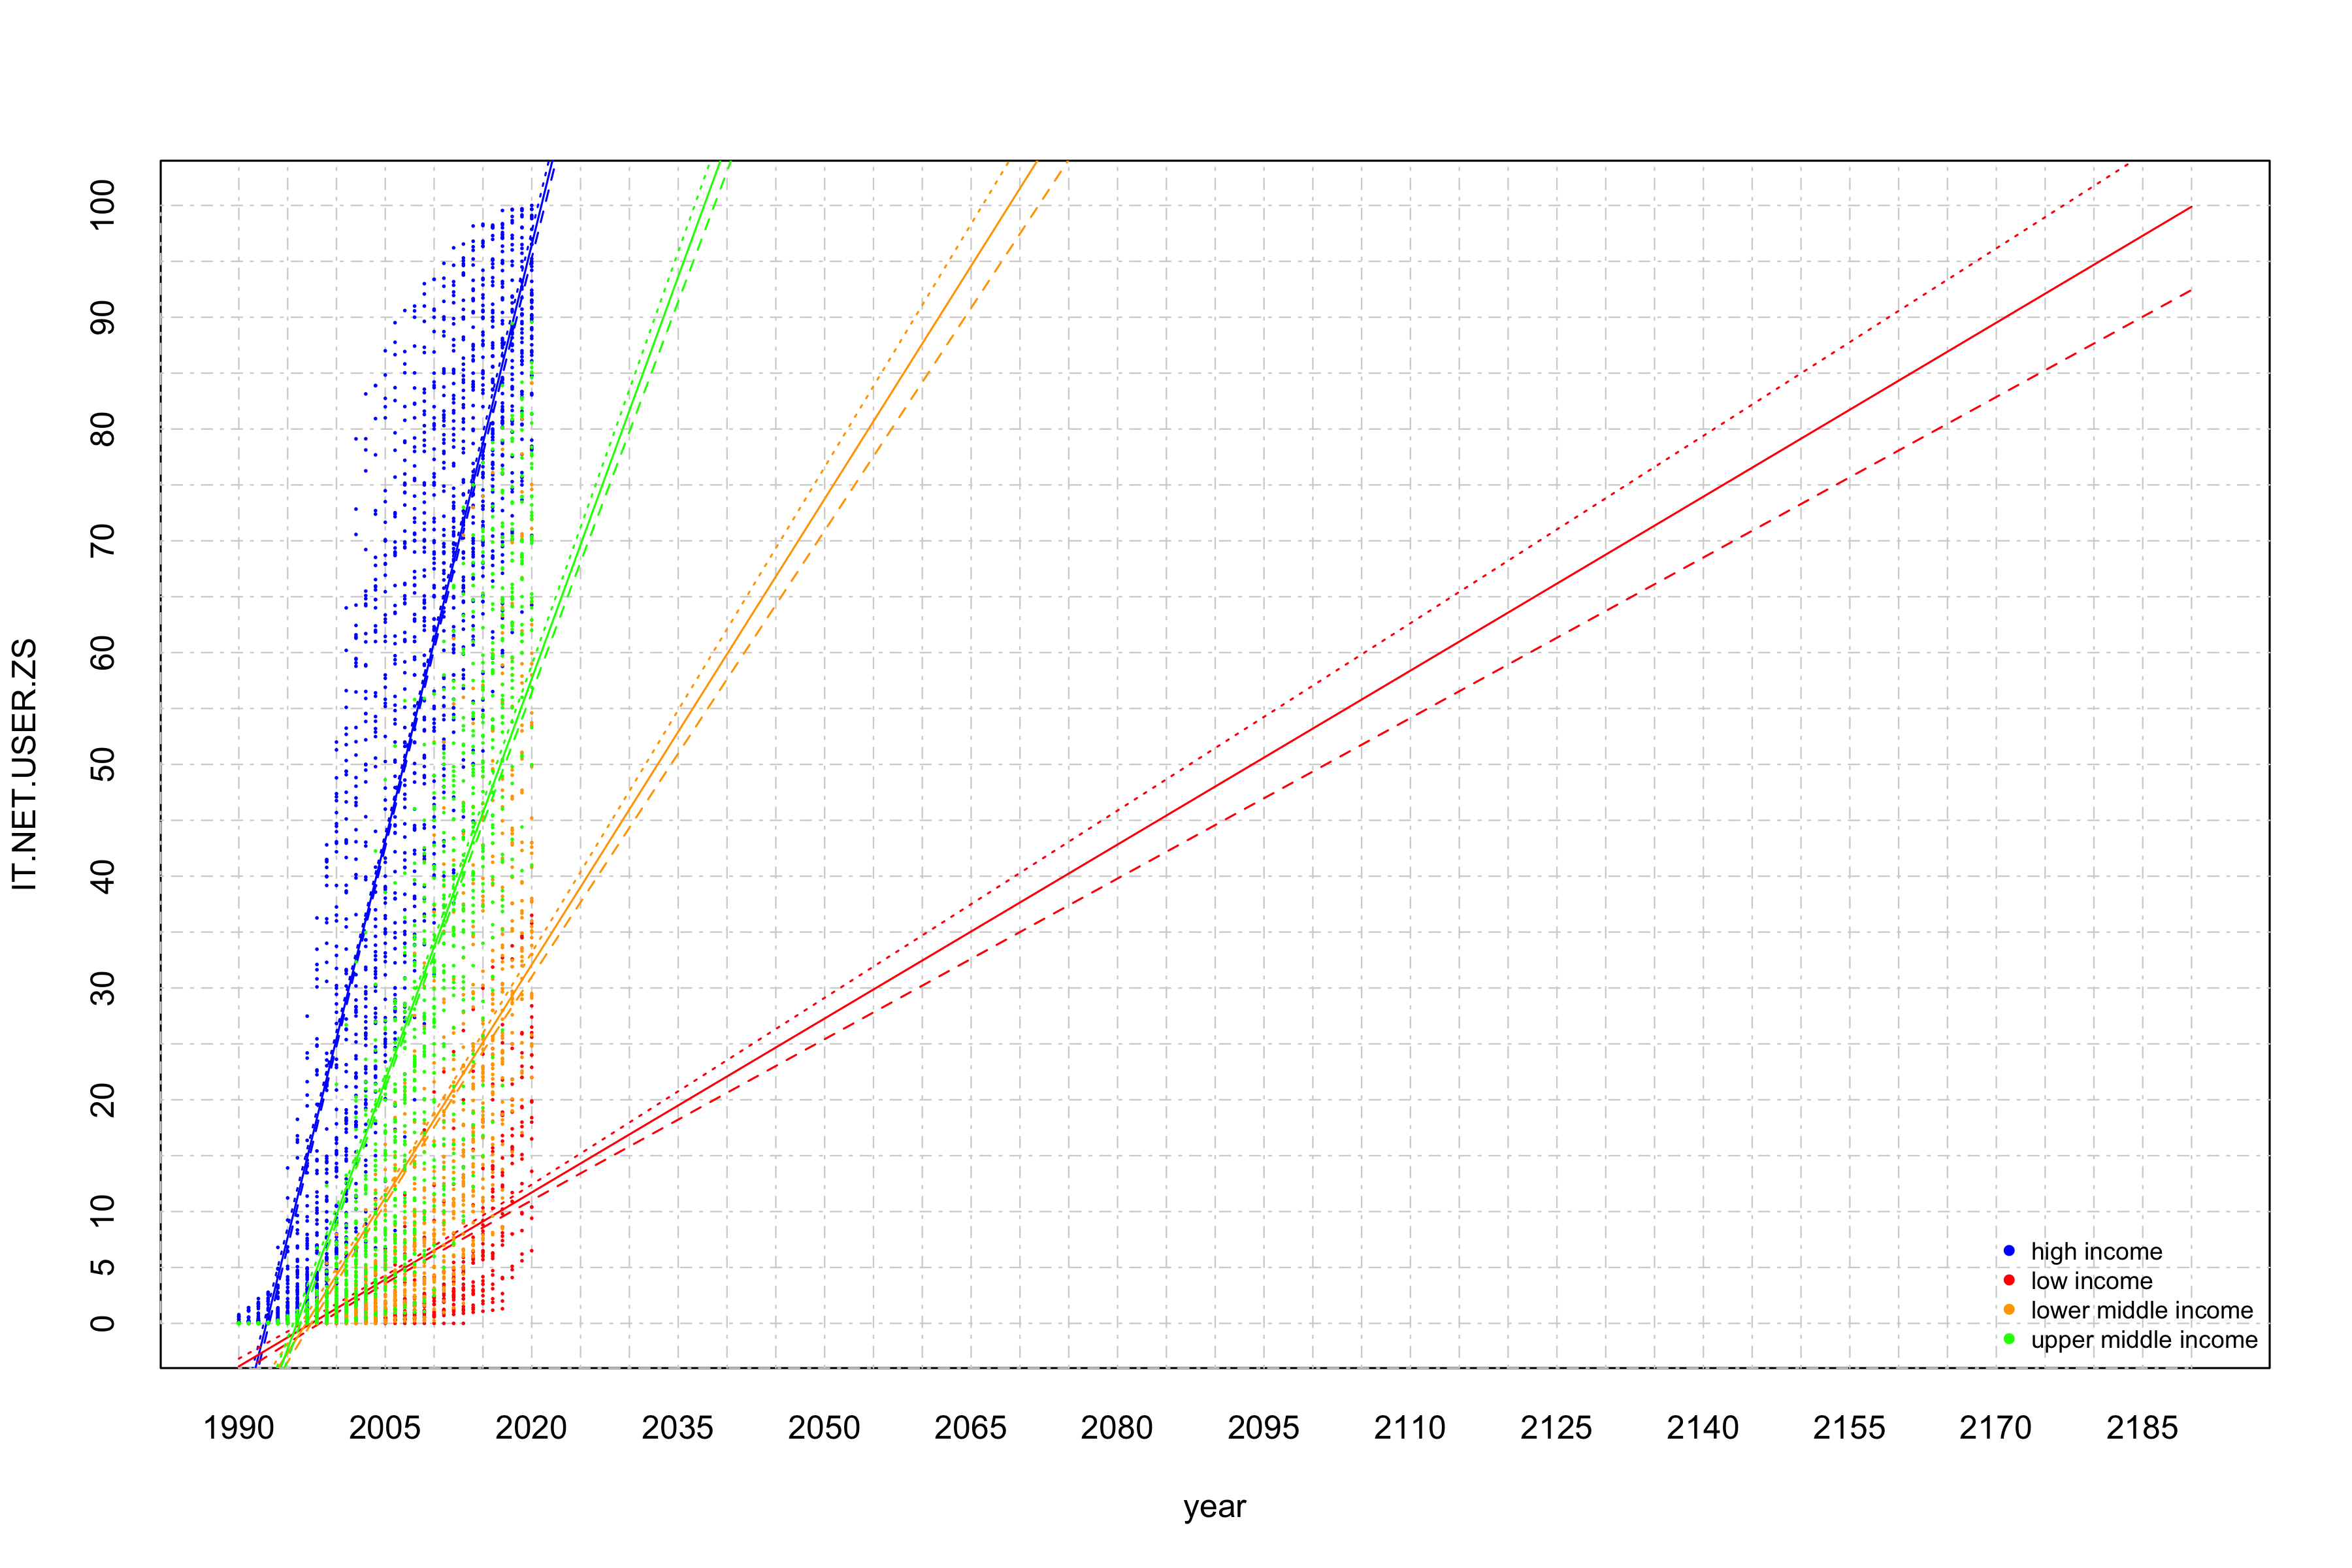 IT.NET.USER.ZS
100
90
80
70
60
50
40
30
20
10
5
0
high income
low income
lower middle income
upper middle income
1990 2005 2020 2035 2050 2065 2080 2095 2110 2125 2140 2155 2170 2185
year